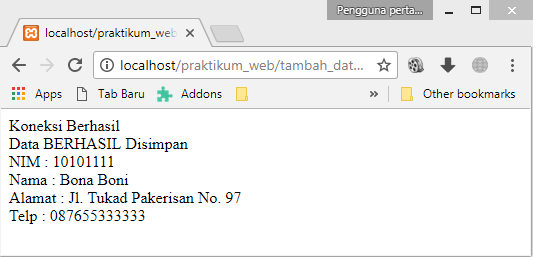 Pengguna perta...
localhost/praktikum_web
localhost/praktikum_web/tambah_dat...
Apps Tab Baru Addons » Other bookmarks
Koneksi Berhasil
Data BERHASIL Disimpan
NIM : 10101111
Nama : Bona Boni
Alamat : Jl. Tukad Pakerisan No. 97
Telp : 087655333333